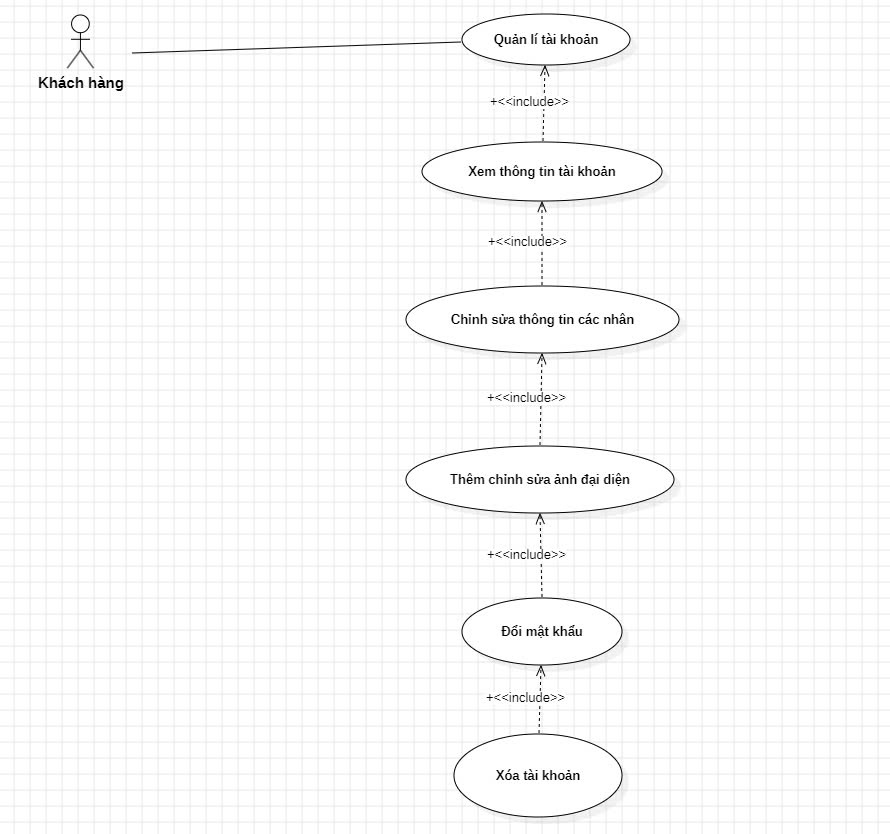 Quản lí tài khoản
Khách hàng
+<<include>>
Xem thông tin tài khoản
+<<include>>
Chỉnh sửa thông tin các nhân
+<<include>>
Thêm chỉnh sửa ảnh đại diện
+<<include>>
Đổi mật khẩu
+<<include>>
Xóa tài khoản